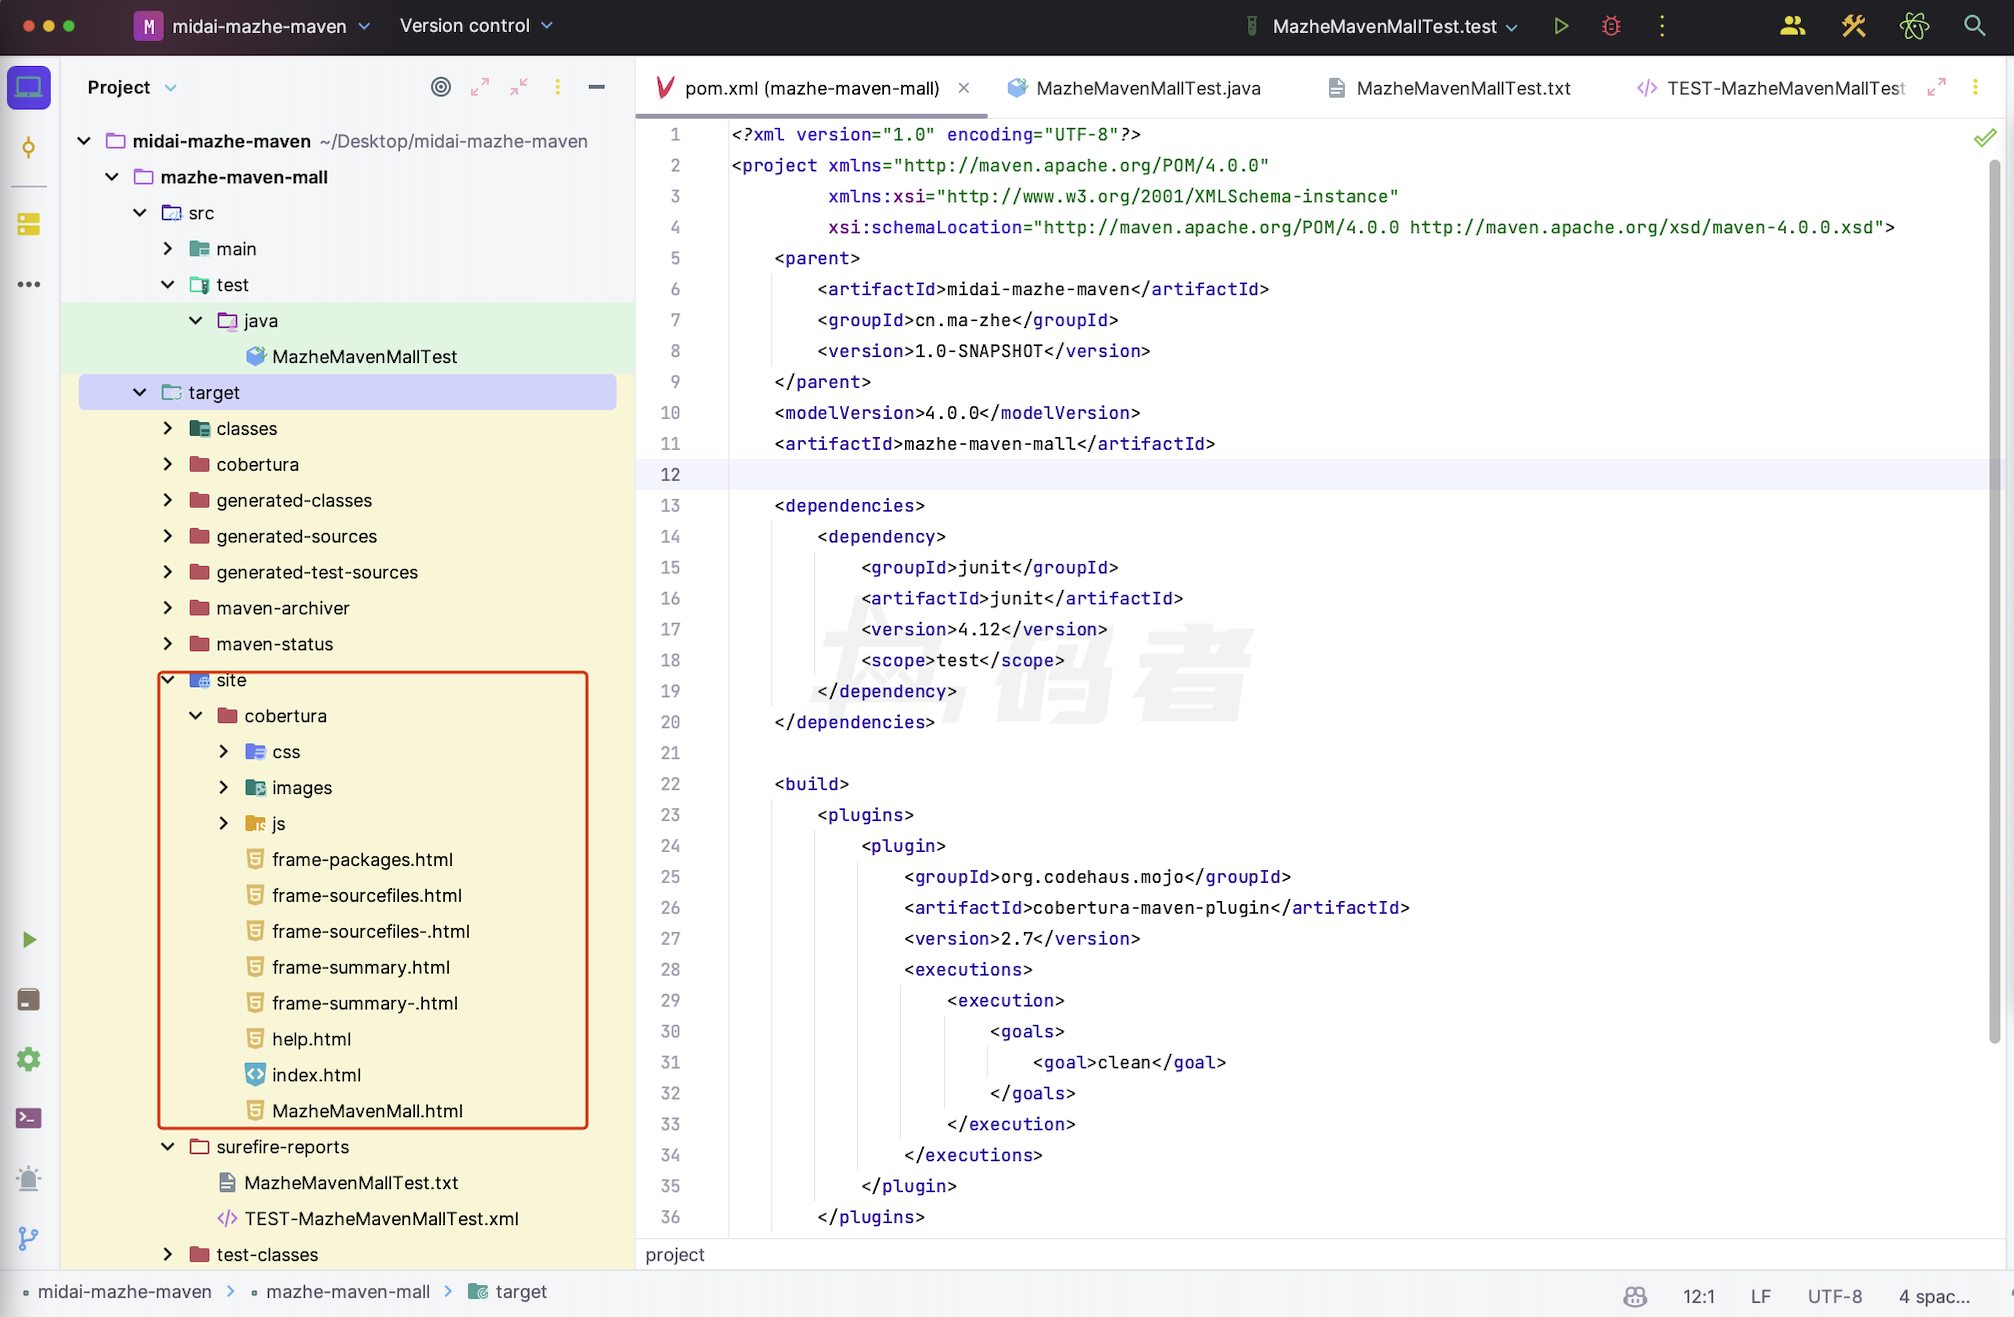 M midai-mazhe-maven Version control MazheMavenMallTest.test
Project
pom.xml (mazhe-maven-mall) MazheMavenMallTest.java MazheMavenMallTest.txt TEST-MazheMavenMallTest
midai-mazhe-maven ~/Desktop/midai-mazhe-maven
mazhe-maven-mall
src
main
test
java
MazheMavenMallTest
target
classes
cobertura
generated-classes
generated-sources
generated-test-sources
maven-archiver
maven-status
site
cobertura
css
images
js
frame-packages.html
frame-sourcefiles.html
frame-sourcefiles-.html
frame-summary.html
frame-summary-.html
help.html
index.html
MazheMavenMall.html
surefire-reports
MazheMavenMallTest.txt
TEST-MazheMavenMallTest.xml
test-classes
1 <?xml version="1.0" encoding="UTF-8"?>
2 <project xmlns="http://maven.apache.org/POM/4.0.0"
3 xmlns:xsi="http://www.w3.org/2001/XMLSchema-instance"
4 xsi:schemaLocation="http://maven.apache.org/POM/4.0.0 http://maven.apache.org/xsd/maven-4.0.0.xsd">
5 <parent>
6 <artifactId>midai-mazhe-maven</artifactId>
7 <groupId>cn.ma-zhe</groupId>
8 <version>1.0-SNAPSHOT</version>
9 </parent>
10 <modelVersion>4.0.0</modelVersion>
11 <artifactId>mazhe-maven-mall</artifactId>
12
13 <dependencies>
14 <dependency>
15 <groupId>junit</groupId>
16 <artifactId>junit</artifactId>
17 <version>4.12</version>
18 <scope>test</scope>
19 </dependency>
20 </dependencies>
21
22 <build>
23 <plugins>
24 <plugin>
25 <groupId>org.codehaus.mojo</groupId>
26 <artifactId>cobertura-maven-plugin</artifactId>
27 <version>2.7</version>
28 <executions>
29 <execution>
30 <goals>
31 <goal>clean</goal>
32 </goals>
33 </execution>
34 </executions>
35 </plugin>
36 </plugins>
码者
project
midai-mazhe-maven mazhe-maven-mall target
12:1 LF UTF-8 4 spac...